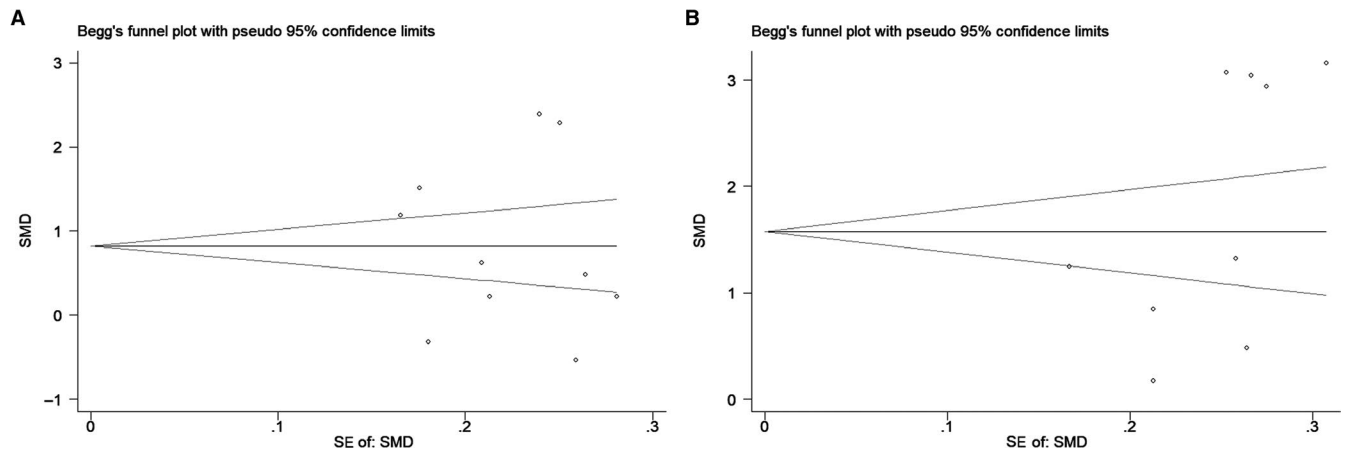 A
Begg's funnel plot with pseudo 95% confidence limits
3
2
1
0
−1
SMD
0 .1 .2 .3
SE of: SMD
B
Begg's funnel plot with pseudo 95% confidence limits
3
2
1
0
SMD
0 .1 .2 .3
SE of: SMD